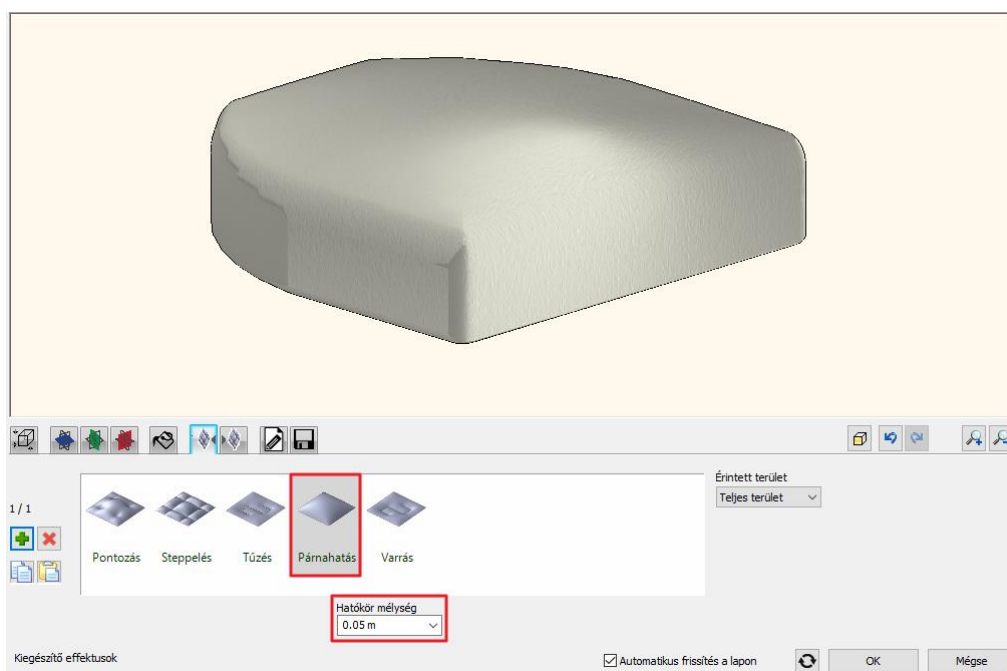 Érintett terület
Teljes terület
1 / 1
Pontozás Steppelés Tűzés Párnahatás Varrás
Hatókör mélység
0.05 m
Kiegészítő effektusok
Automatikus frissítés a lapon
OK
Mégse